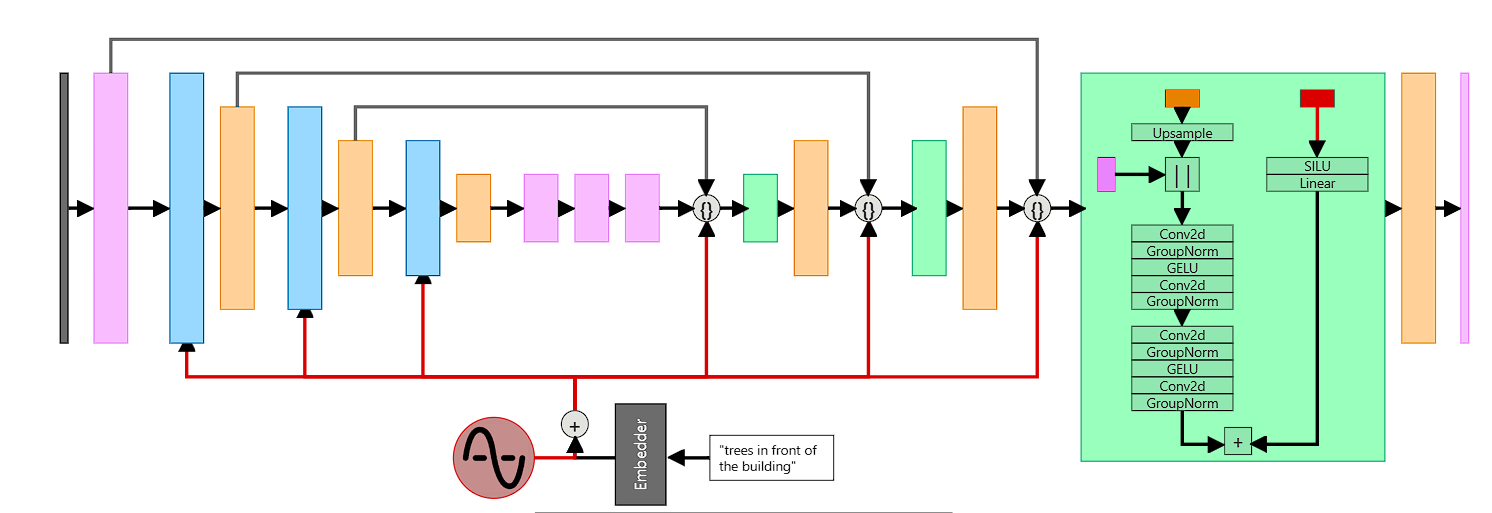 {}
{}
{}
Upsample
| |
SILU
Linear
Conv2d
GroupNorm
GELU
Conv2d
GroupNorm
Conv2d
GroupNorm
GELU
Conv2d
GroupNorm
+
+
Embedder
"trees in front of
the building"